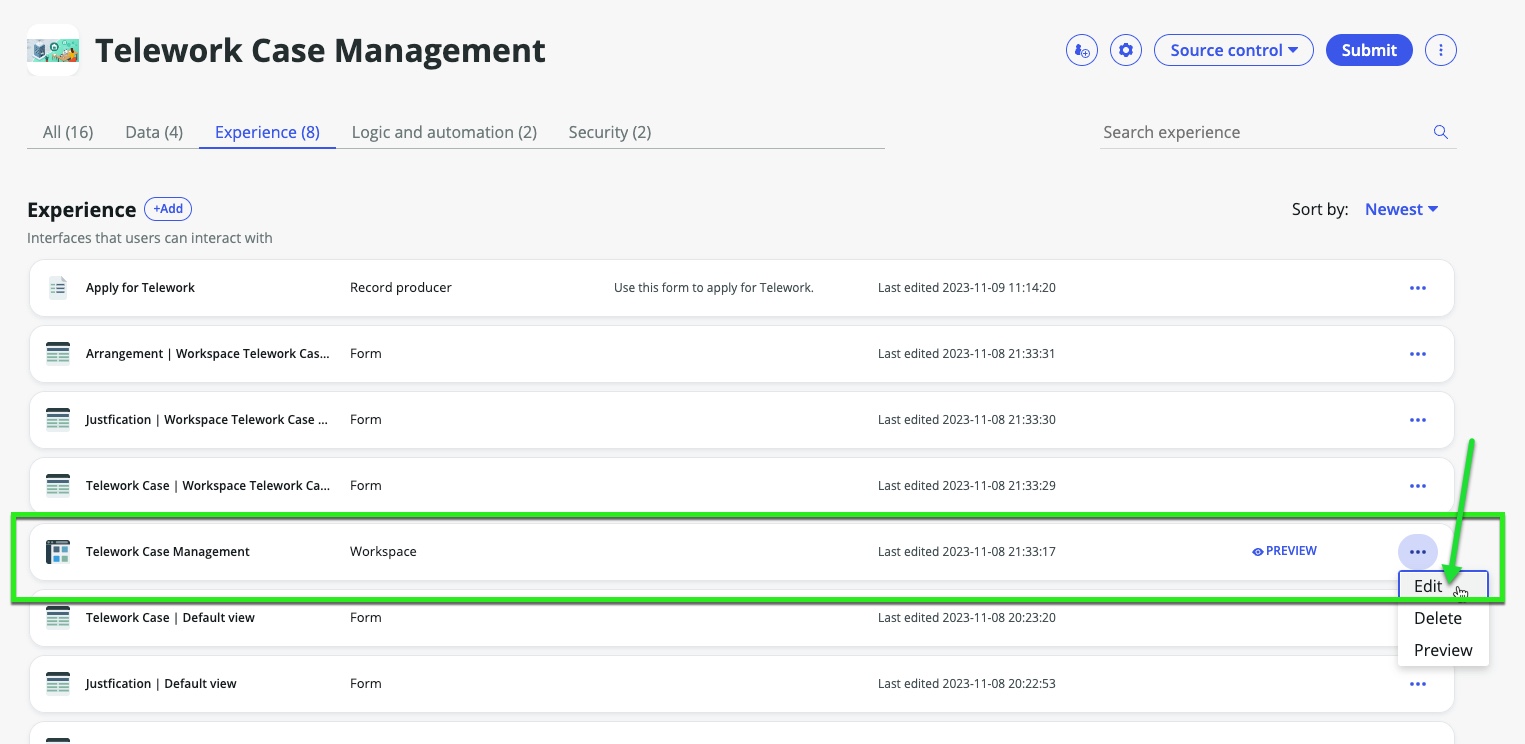 Telework Case Management
Source control
Submit
All (16) Data (4) Experience (8) Logic and automation (2) Security (2)
Search experience
Experience +Add
Sort by: Newest
Interfaces that users can interact with
Apply for Telework Record producer Use this form to apply for Telework. Last edited 2023-11-09 11:14:20
Arrangement | Workspace Telework Cas... Form Last edited 2023-11-08 21:33:31
Justfication | Workspace Telework Case ... Form Last edited 2023-11-08 21:33:30
Telework Case | Workspace Telework Ca... Form Last edited 2023-11-08 21:33:29
Telework Case Management Workspace Last edited 2023-11-08 21:33:17 PREVIEW
Edit
Telework Case | Default view Form Last edited 2023-11-08 20:23:20
Delete
Preview
Justfication | Default view Form Last edited 2023-11-08 20:22:53